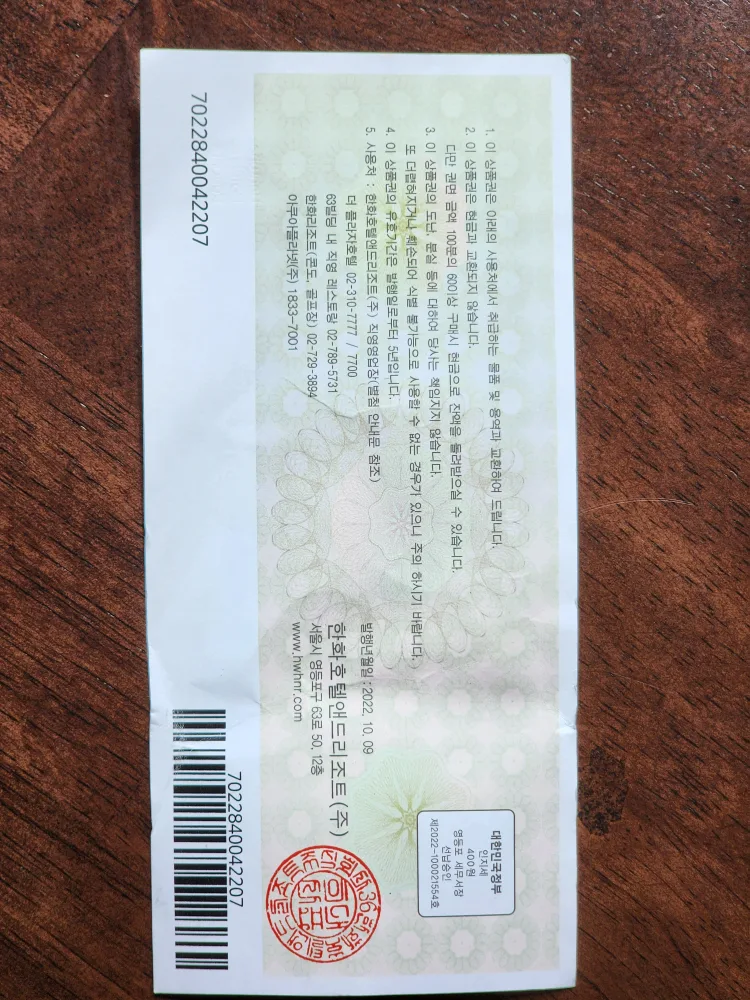 1. 이 상품권은 아래의 사용처에서 취급하는 물품 및 용역과 교환하여 드립니다.
2. 이 상품권은 현금과 교환되지 않습니다.
다만 권면 금액 100분의 60이상 구매시 현금으로 잔액을 돌려받으실 수 있습니다.
3. 이 상품권의 도난, 분실 등에 대하여 당사는 책임지지 않습니다.
또 더럽혀지거나 훼손되어 식별 불가능으로 사용할 수 없는 경우가 있으니 주의 하시기 바랍니다.
4. 이 상품권의 유효기간은 발행일로부터 5년입니다.
5. 사용처 : 한화호텔앤드리조트(주) 직영영업장(별첨 안내문 참조)
더 플라자호텔 02-310-7777 / 7700
63빌딩 내 직영 레스토랑 02-789-5731
한화리조트(콘도, 골프장) 02-729-3894
아쿠아플라넷(주) 1833-7001
대한민국정부
인지세
400원
영등포 세무서장
선납승인
제2022-100021554호
발행년월일 : 2022. 10. 09
한화호텔앤드리조트(주)
서울시 영등포구 63로 50, 12층
www.hwhnr.com
7022840042207
7022840042207